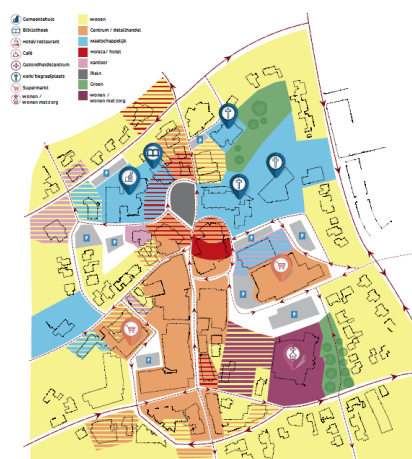 Gemeentehuis
Bibliotheek
Hotel/restaurant
Café
Gezondheidscentrum
Kerk/begraafplaats
Supermarkt
wonen /
wonen met zorg
wonen
Centrum / detailhandel
Maatschappelijk
Horeca/ hotel
Kantoor
Plein
Groen
wonen /
wonen met zorg
P
P
P
P
P
P
P
P
P